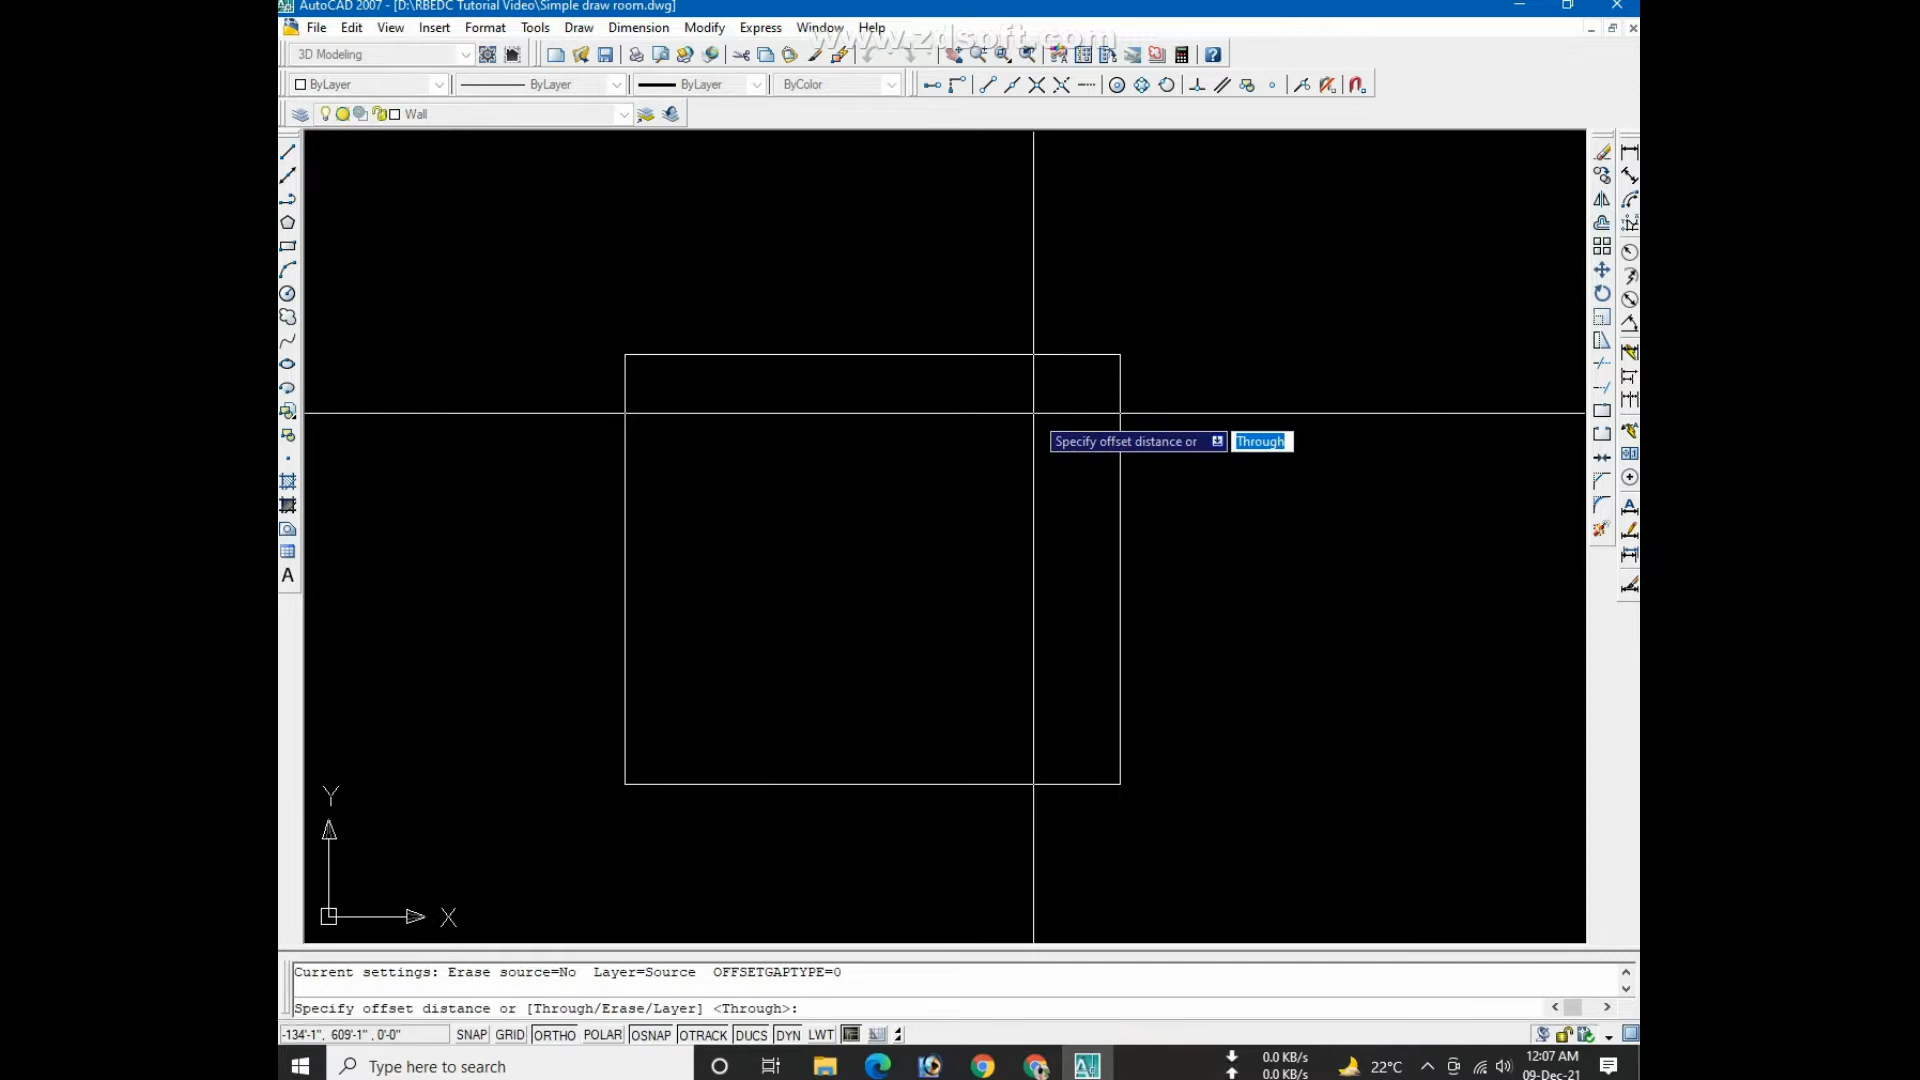 AutoCAD 2007 - [D:\RBEDC Tutorial Video\Simple draw room.dwg]
File Edit View Insert Format Tools Draw Dimension Modify Express Window Help
www.zdsoft.com
3D Modeling
ByLayer ByLayer ByLayer ByColor
Wall
Specify offset distance or Through
A
Y
X
Current settings: Erase source=No Layer=Source OFFSETGAPTYPE=0
Specify offset distance or [Through/Erase/Layer] <Through>:
-134'-1", 609'-1" , 0'-0" SNAP GRID ORTHO POLAR OSNAP OTRACK DUCS DYN LWT
Type here to search
0.0 KB/s
0.0 KB/s
22°C
12:07 AM
09-Dec-21